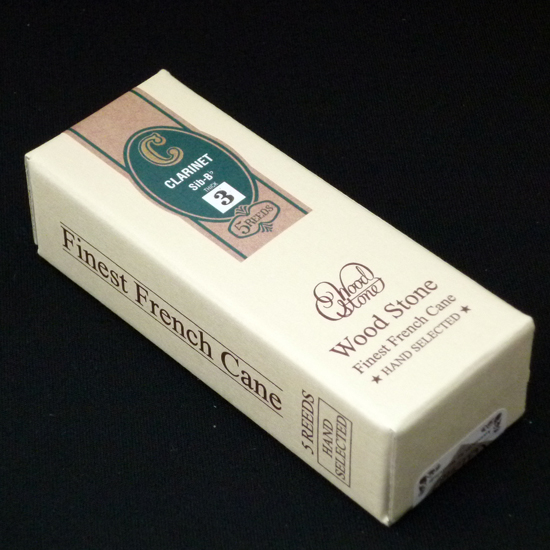 C
CLARINET
Sib-B♭
THICK 3
5 REEDS
Wood
Stone
Wood Stone
Finest French Cane
★ HAND SELECTED ★
Finest French Cane
5 REEDS
HAND
SELECTED